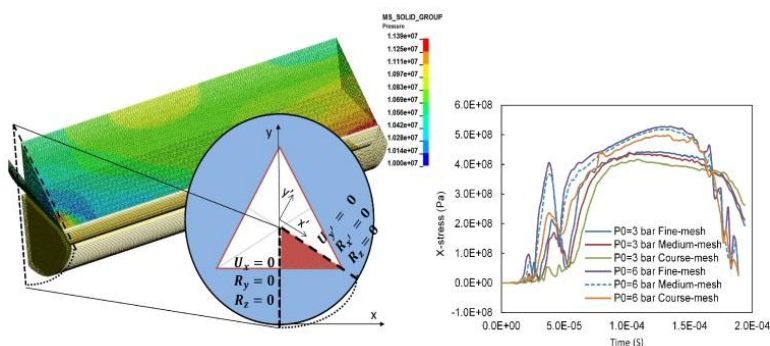 MS_SOLID_GROUP
Pressure
1.139e+07
1.125e+07
1.111e+07
1.097e+07
1.083e+07
1.069e+07
1.056e+07
1.042e+07
1.028e+07
1.014e+07
1.000e+07
y
y'
x'
U_y' = 0
R_x' = 0
R_z = 0
U_x = 0
R_y = 0
R_z = 0
x
X-stress (Pa)
6.0E+08
5.0E+08
4.0E+08
3.0E+08
2.0E+08
1.0E+08
0.0E+00
-1.0E+08
P0=3 bar Fine-mesh
P0=3 bar Medium-mesh
P0=3 bar Course-mesh
P0=6 bar Fine-mesh
P0=6 bar Medium-mesh
P0=6 bar Course-mesh
0.0E+00 5.0E-05 1.0E-04 1.5E-04 2.0E-04
Time (S)